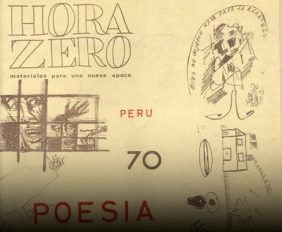 HORA
ZERO
materiales para una nueva epoca
PERU
70
POESIA